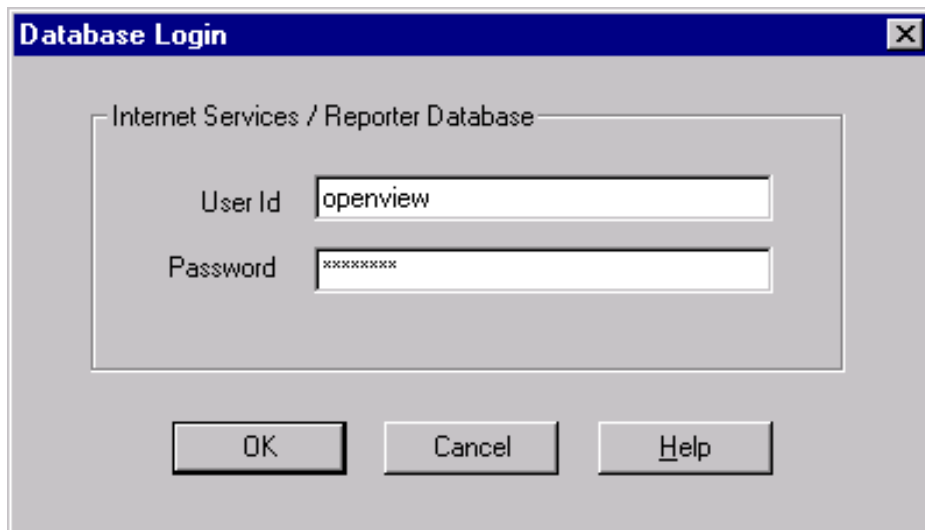 Database Login
Internet Services / Reporter Database
User Id openview
Password ********
OK Cancel Help